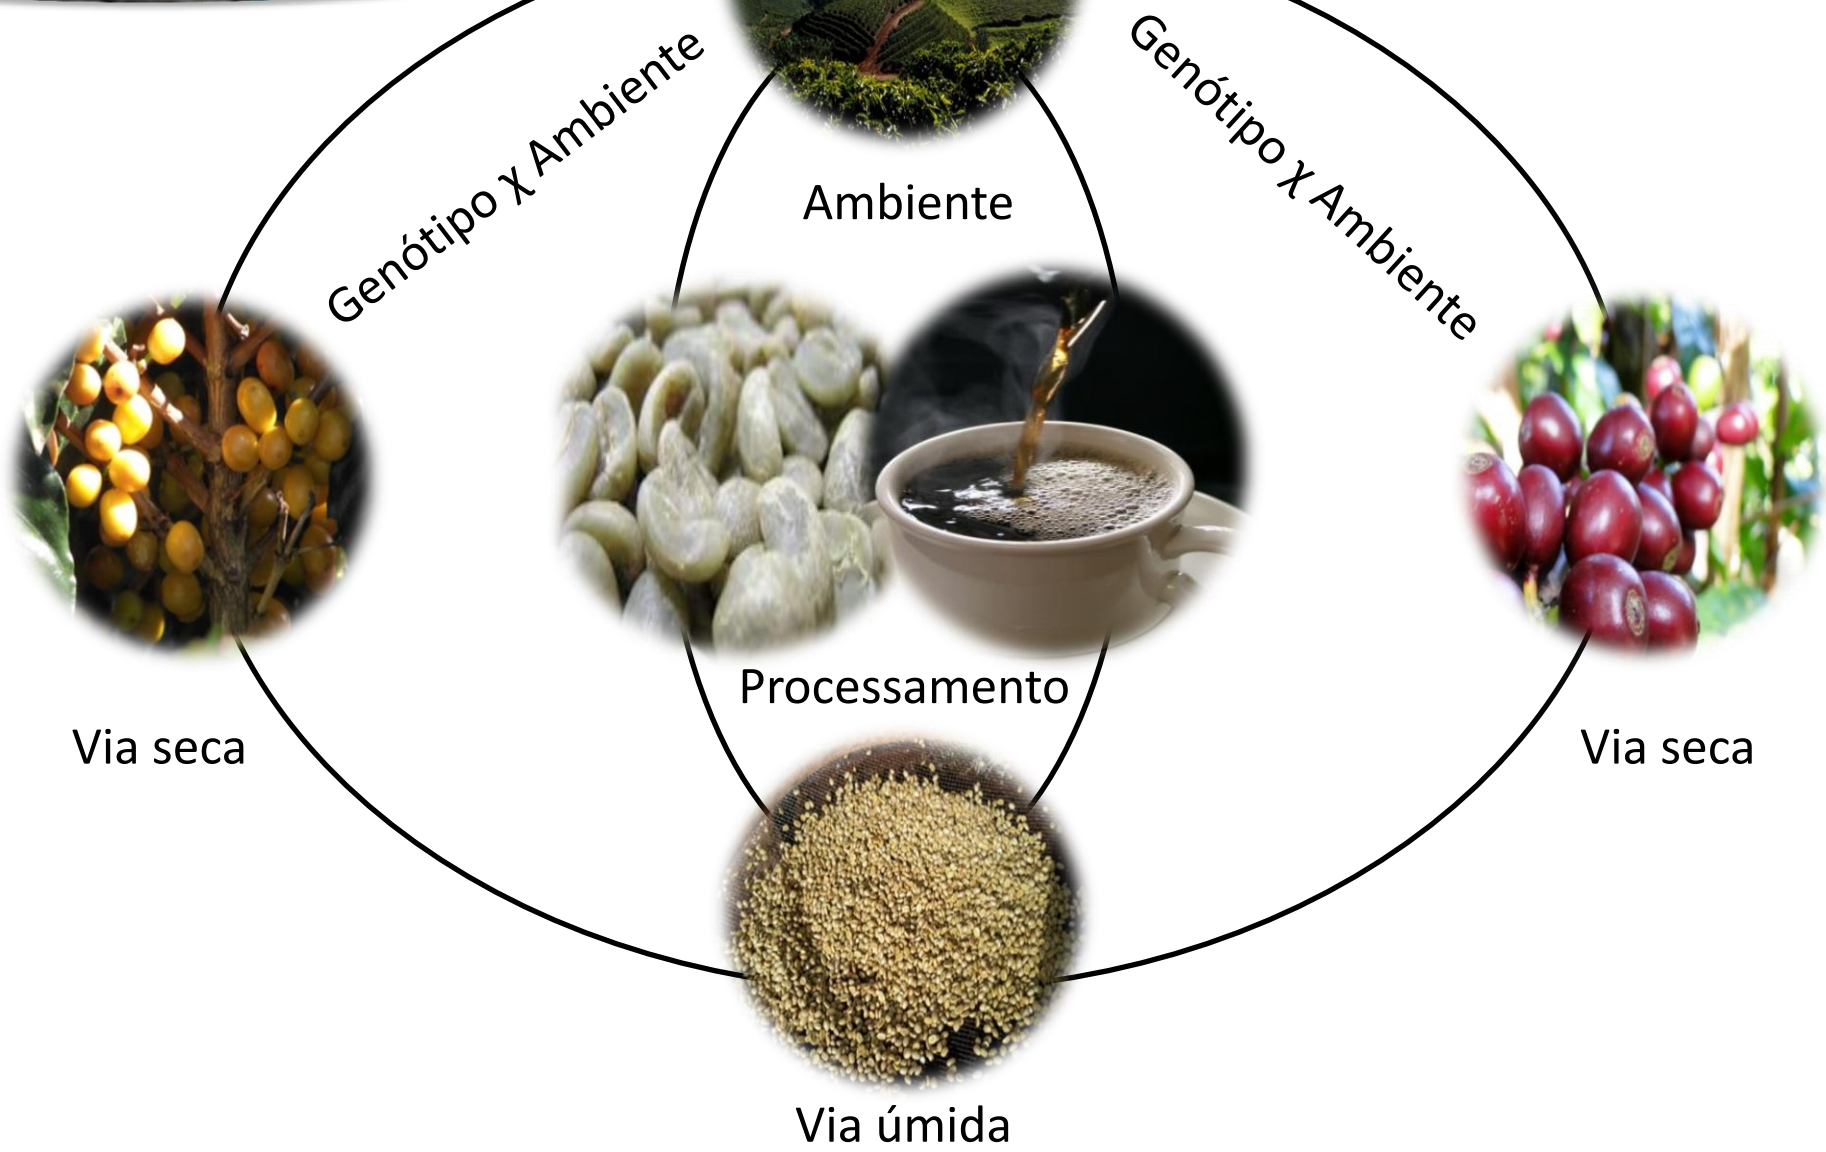 Genótipo χ Ambiente
Genótipo χ Ambiente
Ambiente
Processamento
Via seca
Via seca
Via úmida